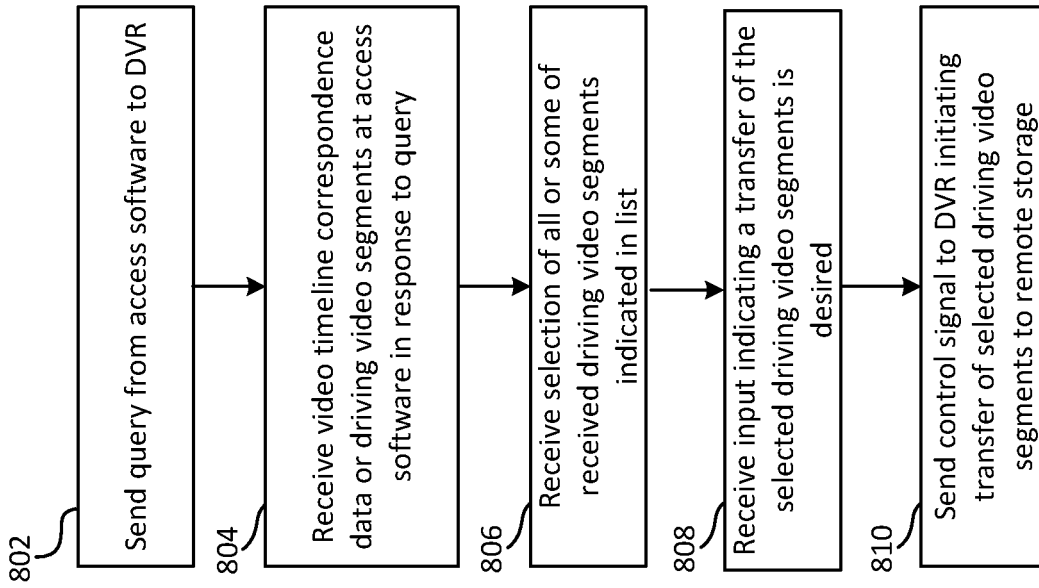 802
Send query from access software to DVR
804
Receive video timeline correspondence
data or driving video segments at access
software in response to query
806
Receive selection of all or some of
received driving video segments
indicated in list
808
Receive input indicating a transfer of the
selected driving video segments is
desired
810
Send control signal to DVR initiating
transfer of selected driving video
segments to remote storage